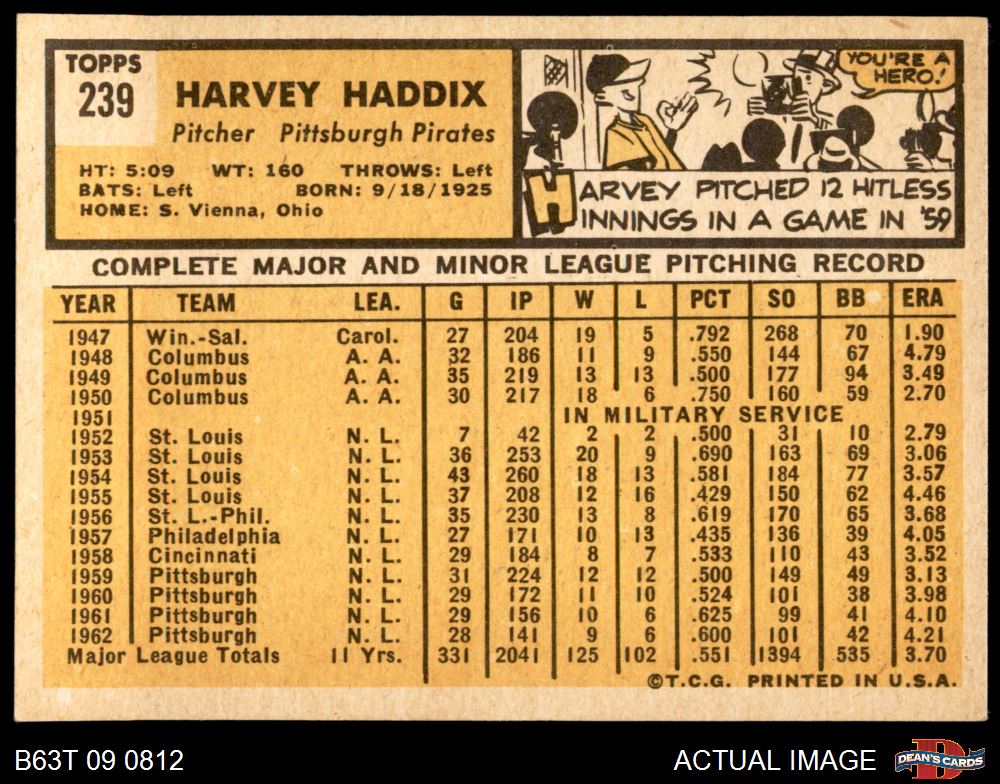 TOPPS
239
HARVEY HADDIX
Pitcher Pittsburgh Pirates
HT: 5:09 WT: 160 THROWS: Left
BATS: Left BORN: 9/18/1925
HOME: S. Vienna, Ohio
YOU'RE A
HERO!
HARVEY PITCHED 12 HITLESS
INNINGS IN A GAME IN '59
COMPLETE MAJOR AND MINOR LEAGUE PITCHING RECORD
YEAR TEAM LEA. G IP W L PCT SO BB ERA
1947 Win.-Sal. Carol. 27 204 19 5 .792 268 70 1.90
1948 Columbus A. A. 32 186 11 9 .550 144 67 4.79
1949 Columbus A. A. 35 219 13 13 .500 177 94 3.49
1950 Columbus A. A. 30 217 18 6 .750 160 59 2.70
1951 IN MILITARY SERVICE
1952 St. Louis N. L. 7 42 2 2 .500 31 10 2.79
1953 St. Louis N. L. 36 253 20 9 .690 163 69 3.06
1954 St. Louis N. L. 43 260 18 13 .581 184 77 3.57
1955 St. Louis N. L. 37 208 12 16 .429 150 62 4.46
1956 St. L.-Phil. N. L. 35 230 13 8 .619 170 65 3.68
1957 Philadelphia N. L. 27 171 10 13 .435 136 39 4.05
1958 Cincinnati N. L. 29 184 8 7 .533 110 43 3.52
1959 Pittsburgh N. L. 31 224 12 12 .500 149 49 3.13
1960 Pittsburgh N. L. 29 172 11 10 .524 101 38 3.98
1961 Pittsburgh N. L. 29 156 10 6 .625 99 41 4.10
1962 Pittsburgh N. L. 28 141 9 6 .600 101 42 4.21
Major League Totals 11 Yrs. 331 2041 125 102 .551 1394 535 3.70
©T.C.G. PRINTED IN U.S.A.
B63T 09 0812
ACTUAL IMAGE
D
DEAN'S CARDS